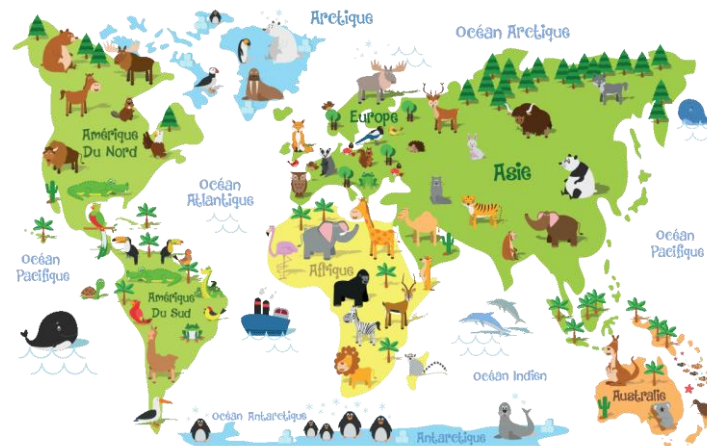 Arctique
Océan Arctique
Europe
Amérique
Du Nord
Asie
Océan
Atlantique
Océan
Pacifique
Océan
Pacifique
Afrique
Amérique
Du Sud
Océan Indien
Australie
Océan Antarctique
Antarctique